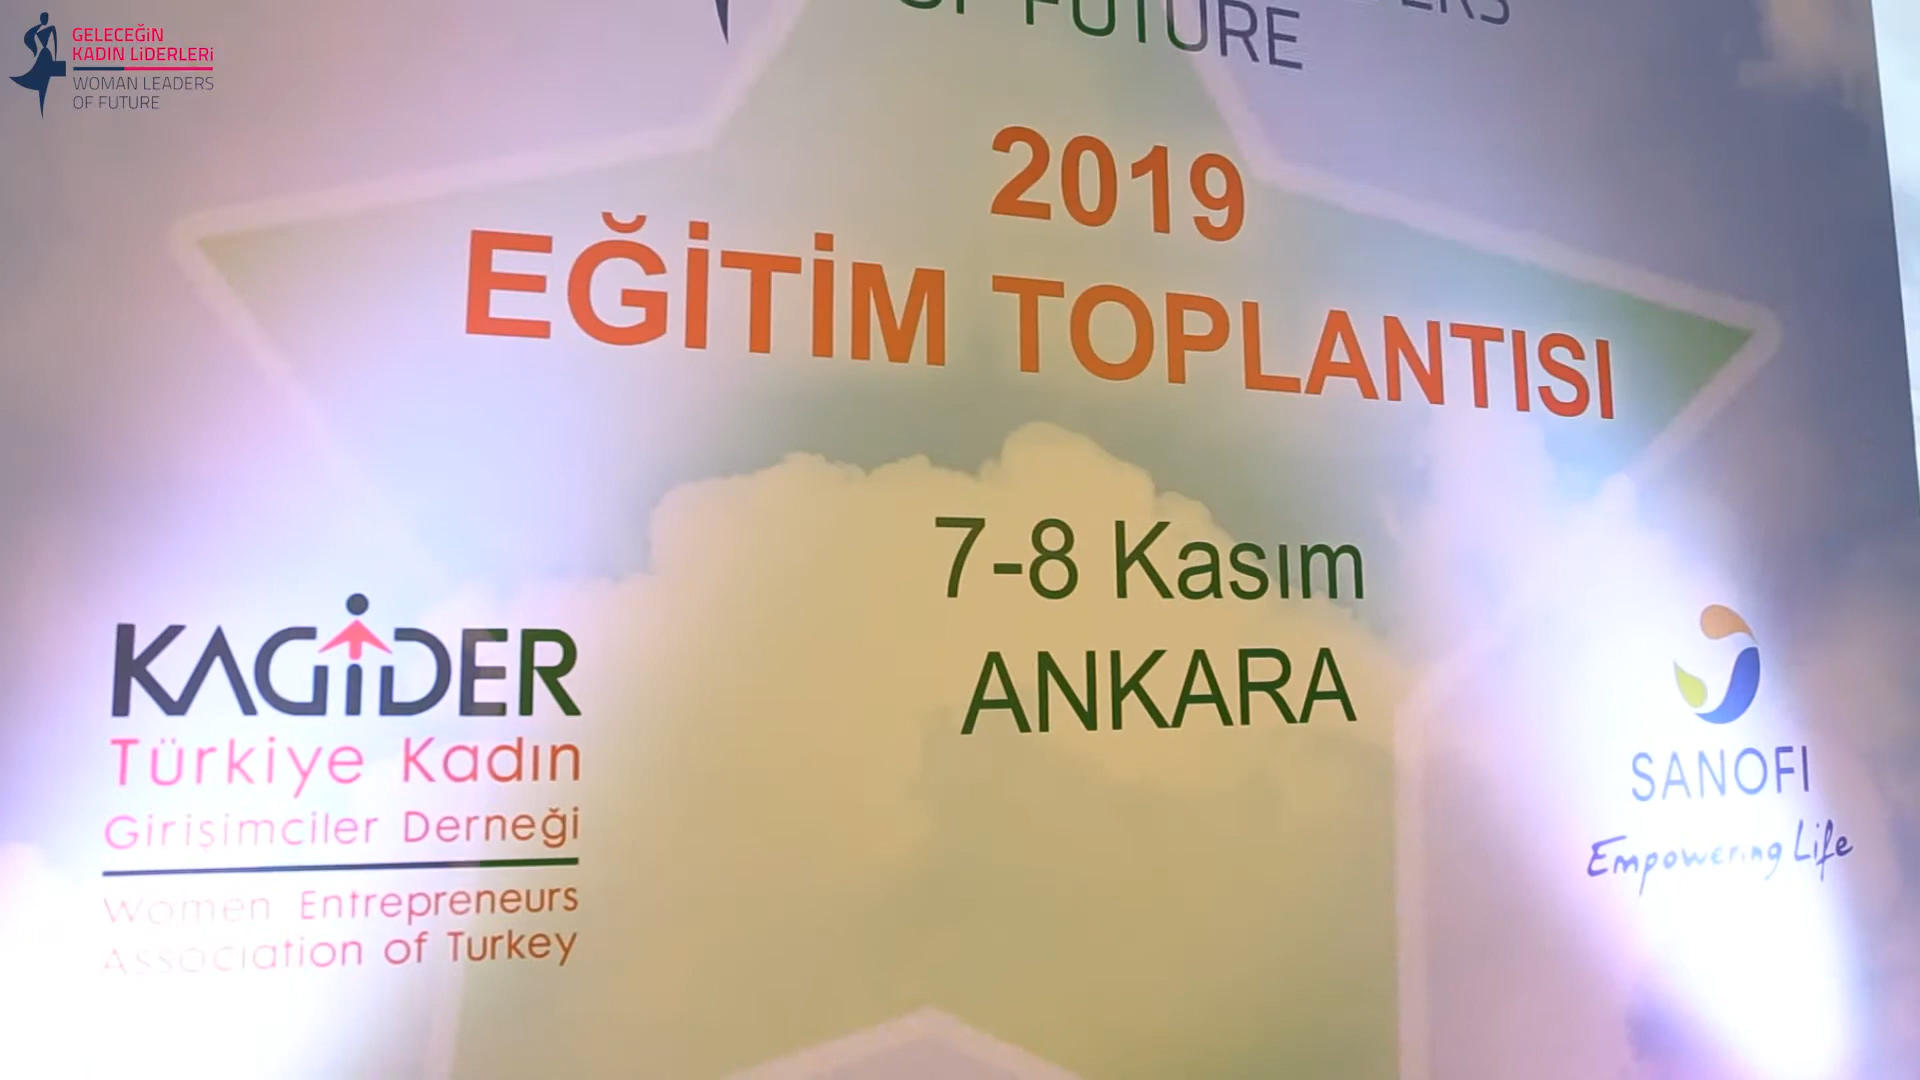 GELECEĞİN
KADIN LİDERLERİ
WOMAN LEADERS
OF FUTURE
OF FUTURE
2019
EĞİTİM TOPLANTISI
7-8 Kasım
ANKARA
KAGİDER
Türkiye Kadın
Girişimciler Derneği
Women Entrepreneurs
Association of Turkey
SANOFI
Empowering Life